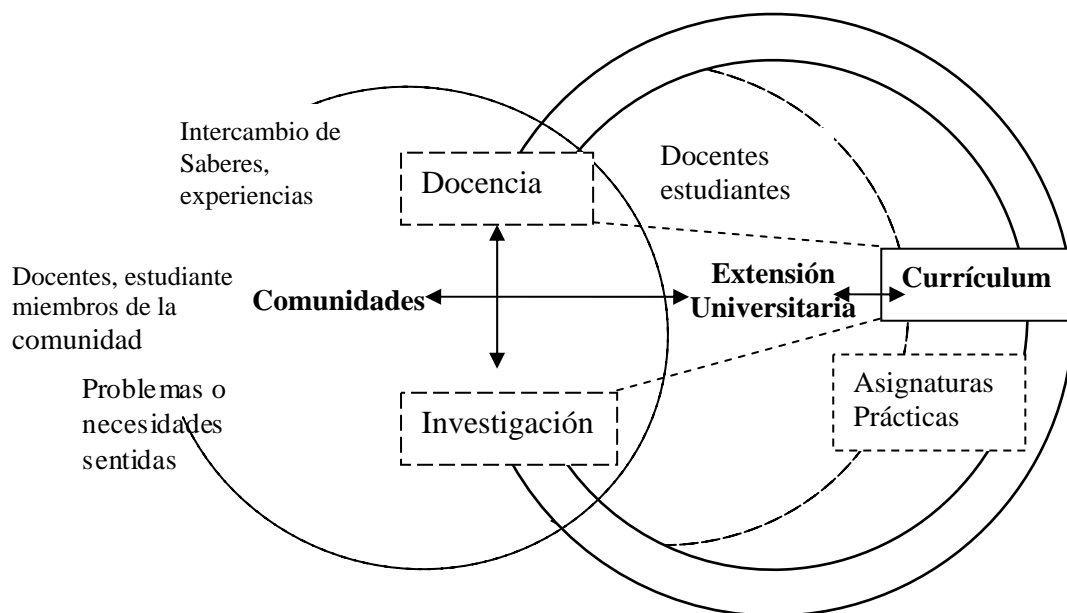 Intercambio de
Saberes,
experiencias
Docencia
Docentes
estudiantes
Docentes, estudiante
miembros de la
comunidad
Comunidades
Extensión
Universitaria
Currículum
Problemas o
necesidades
sentidas
Investigación
Asignaturas
Prácticas